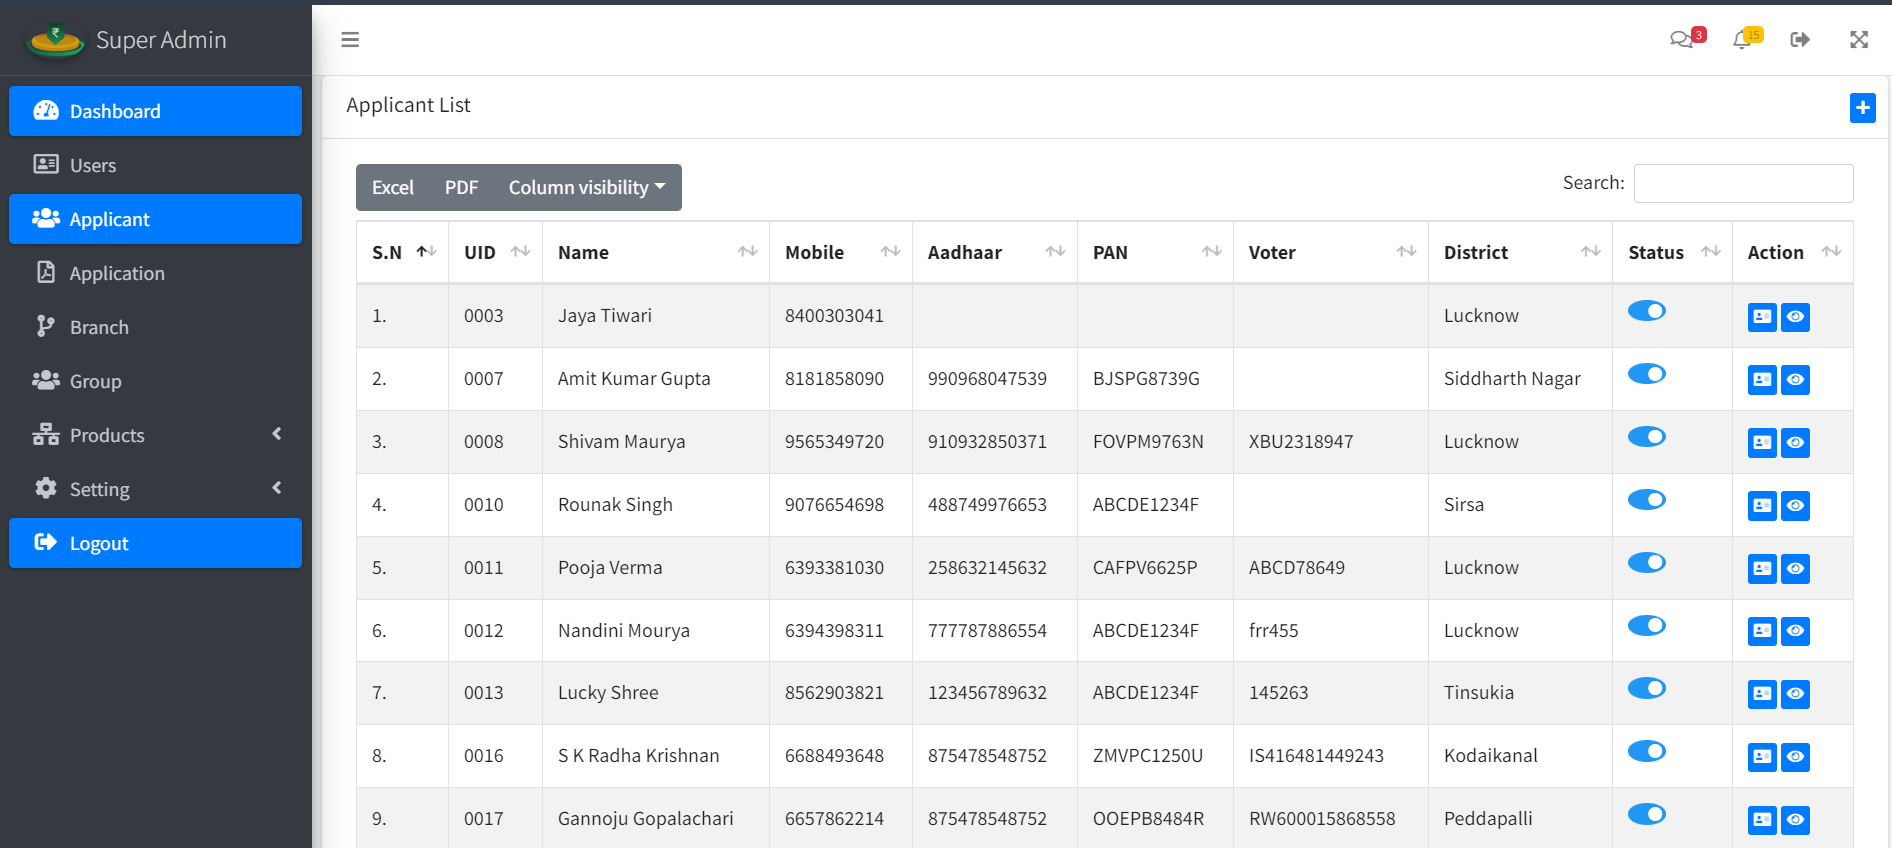 Super Admin
3
15
Dashboard
Users
Applicant
Application
Branch
Group
Products
Setting
Logout
Applicant List
Excel PDF Column visibility
Search:
S.N UID Name Mobile Aadhaar PAN Voter District Status Action
1. 0003 Jaya Tiwari 8400303041 Lucknow
2. 0007 Amit Kumar Gupta 8181858090 990968047539 BJSPG8739G Siddharth Nagar
3. 0008 Shivam Maurya 9565349720 910932850371 FOVPM9763N XBU2318947 Lucknow
4. 0010 Rounak Singh 9076654698 488749976653 ABCDE1234F Sirsa
5. 0011 Pooja Verma 6393381030 258632145632 CAFPV6625P ABCD78649 Lucknow
6. 0012 Nandini Mourya 6394398311 777787886554 ABCDE1234F frr455 Lucknow
7. 0013 Lucky Shree 8562903821 123456789632 ABCDE1234F 145263 Tinsukia
8. 0016 S K Radha Krishnan 6688493648 875478548752 ZMVPC1250U IS416481449243 Kodaikanal
9. 0017 Gannoju Gopalachari 6657862214 875478548752 OOEPB8484R RW600015868558 Peddapalli